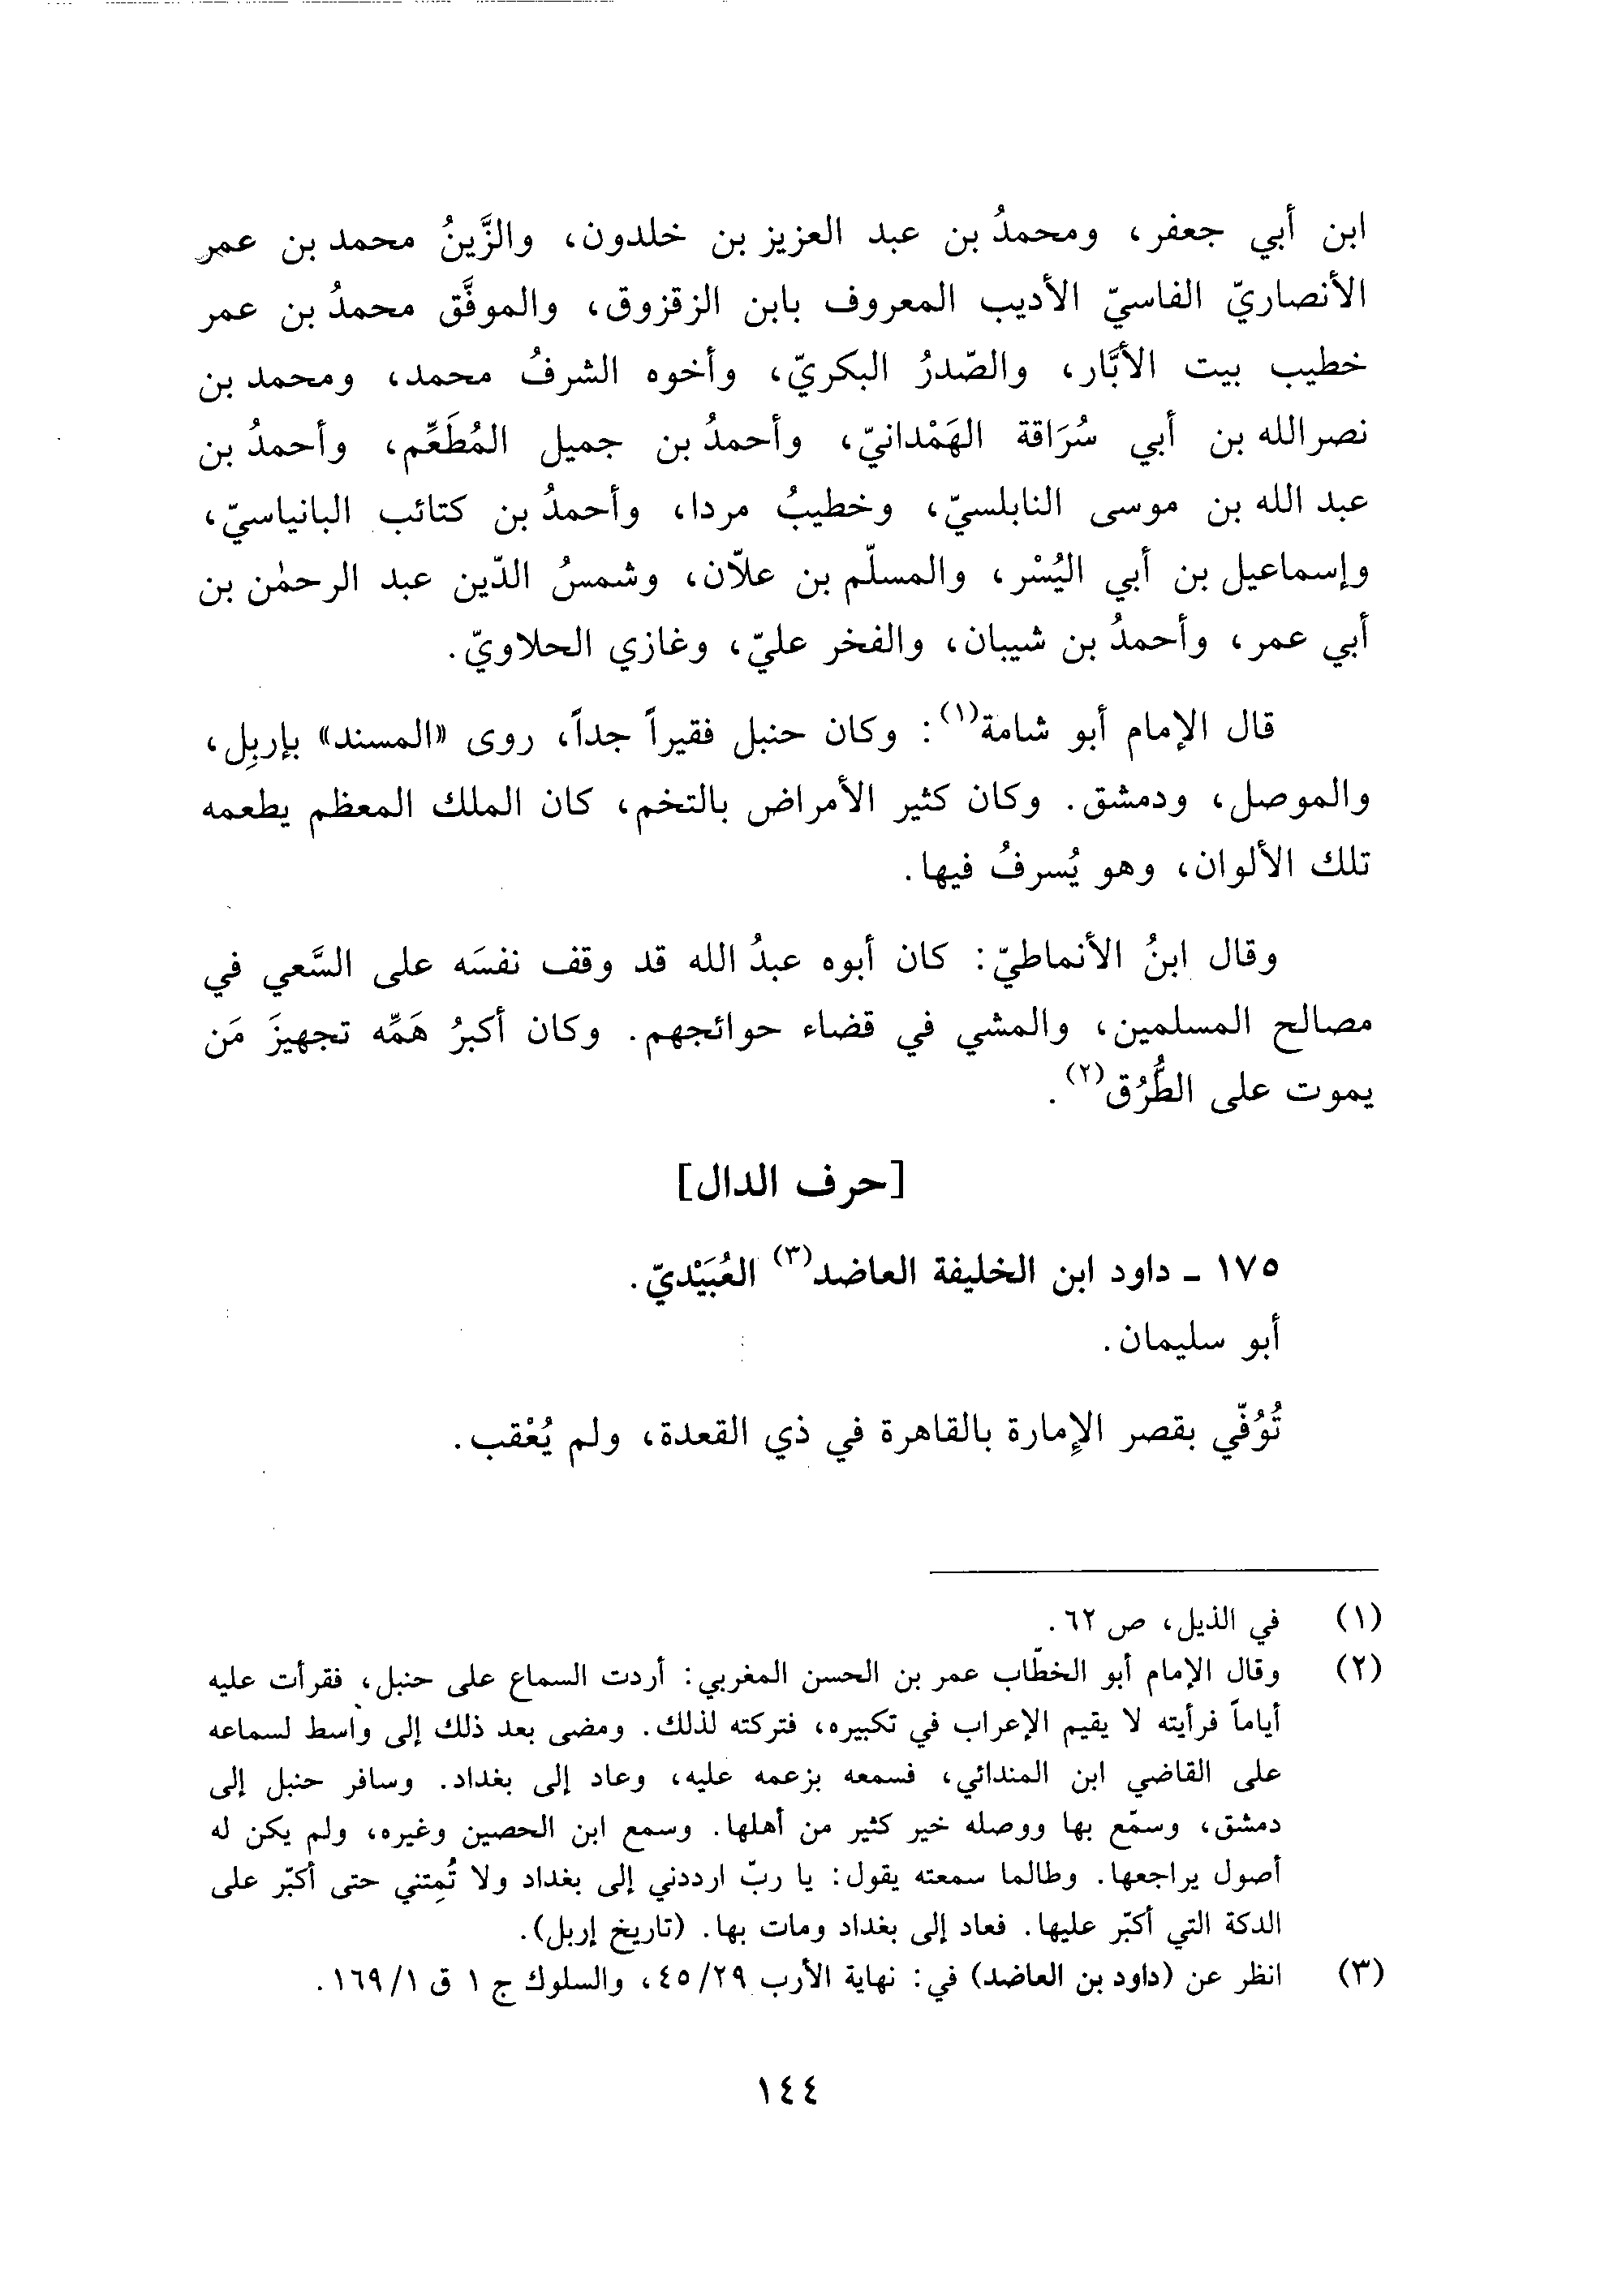 ابن أبي جعفر، ومحمدُ بن عبد العزيز بن خلدون، والزَّينُ محمد بن عمر
الأنصاريّ الفاسيّ الأديب المعروف بابن الزقزوق، والموفَّق محمدُ بن عمر
خطيب بيت الأبَّار، والصّدرُ البكريّ، وأخوه الشرفُ محمد، ومحمد بن
نصر الله بن أبي سُرَاقة الهَمْدانيّ، وأحمدُ بن جميل المُطَعِّم، وأحمدُ بن
عبد الله بن موسى النابلسيّ، وخطيبُ مردا، وأحمدُ بن كتائب البانياسيّ،
وإسماعيل بن أبي اليُسْر، والمسلّم بن علاّن، وشمسُ الدّين عبد الرحمٰن بن
أبي عمر، وأحمدُ بن شيبان، والفخر عليّ، وغازي الحلاويّ.
قال الإمام أبو شامة(١): وكان حنبل فقيراً جداً، روى «المسند» بإربِل،
والموصل، ودمشق. وكان كثير الأمراض بالتخم، كان الملك المعظم يطعمه
تلك الألوان، وهو يُسرفُ فيها.
وقال ابنُ الأنماطيّ: كان أبوه عبدُ الله قد وقف نفسَه على السَّعي في
مصالح المسلمين، والمشي في قضاء حوائجهم. وكان أكبرُ هَمِّه تجهيزَ مَن
يموت على الطُّرُق(٢).
[حرف الدال]
١٧٥ ـ داود ابن الخليفة العاضد(٣) العُبَيْديّ.
أبو سليمان.
تُوُفّي بقصر الإمارة بالقاهرة في ذي القعدة، ولم يُعْقب.
(١) في الذيل، ص ٦٢.
(٢) وقال الإمام أبو الخطّاب عمر بن الحسن المغربي: أردت السماع على حنبل، فقرأت عليه
أياماً فرأيته لا يقيم الإعراب في تكبيره، فتركته لذلك. ومضى بعد ذلك إلى واسط لسماعه
على القاضي ابن المندائي، فسمعه بزعمه عليه، وعاد إلى بغداد. وسافر حنبل إلى
دمشق، وسمّع بها ووصله خير كثير من أهلها. وسمع ابن الحصين وغيره، ولم يكن له
أصول يراجعها. وطالما سمعته يقول: يا ربّ ارددني إلى بغداد ولا تُمِتني حتى أكبّر على
الدكة التي أكبّر عليها. فعاد إلى بغداد ومات بها. (تاريخ إربل).
(٣) انظر عن (داود بن العاضد) في: نهاية الأرب ٤٥/٢٩، والسلوك ج ١ ق ١٦٩/١.
١٤٤